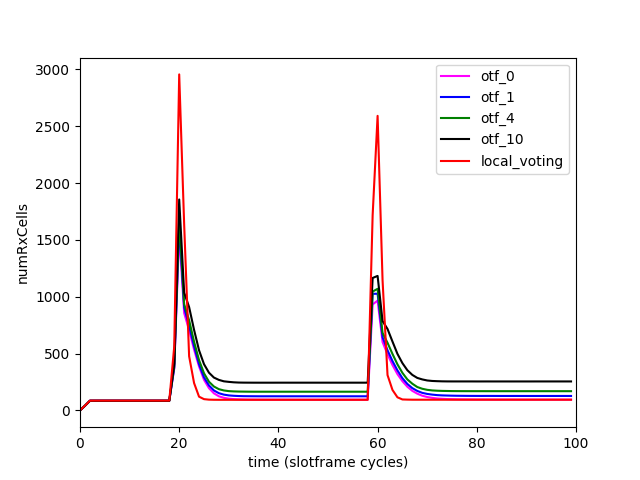 3000
2500
2000
1500
1000
500
0
numRxCells
0 20 40 60 80 100
time (slotframe cycles)
otf_0
otf_1
otf_4
otf_10
local_voting